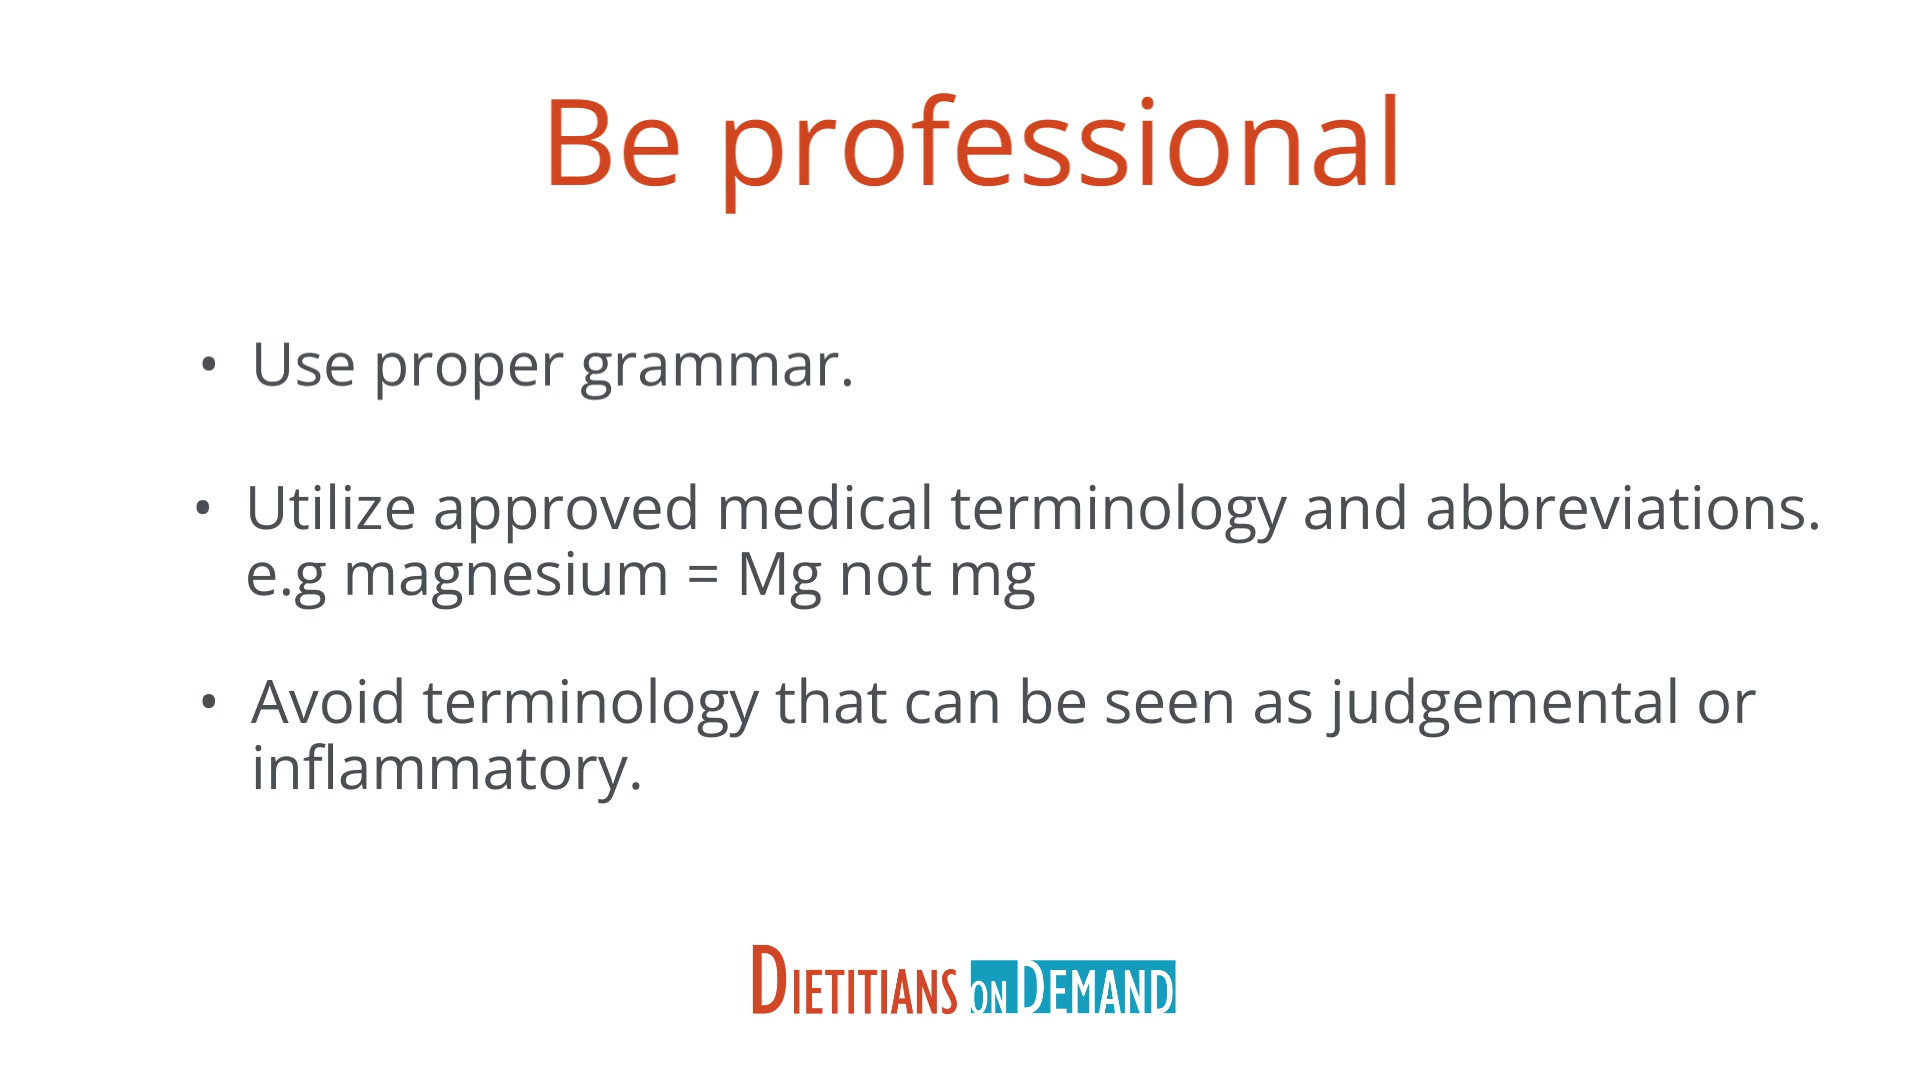 Be professional
• Use proper grammar.
• Utilize approved medical terminology and abbreviations.
e.g magnesium = Mg not mg
• Avoid terminology that can be seen as judgemental or
inflammatory.
DIETITIANS ON DEMAND